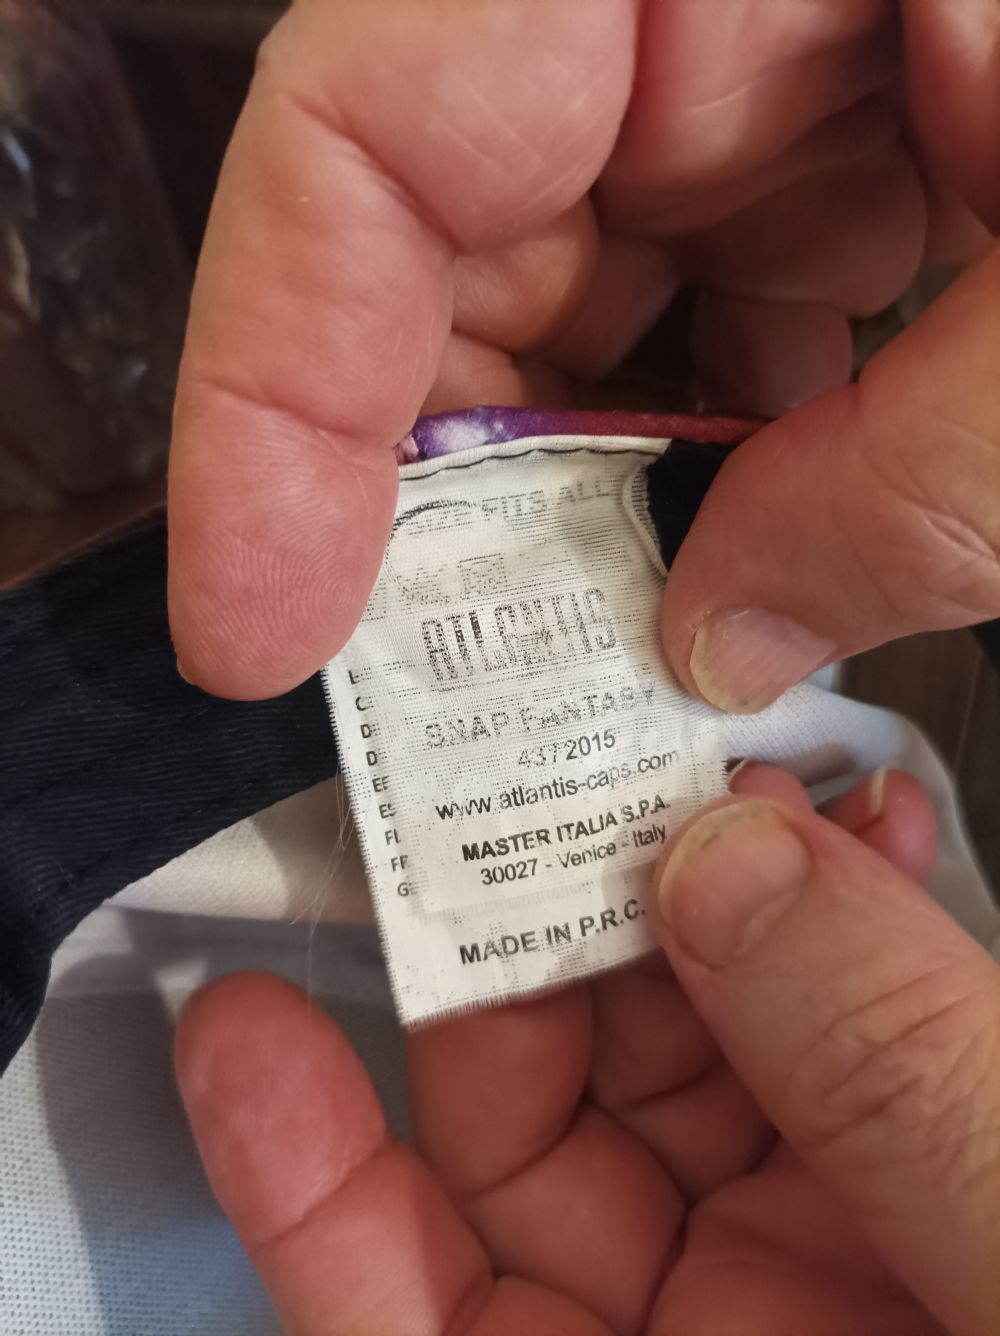 SIZE FITS ALL
ATLANTIS
SNAP FANTASY
4372015
www.atlantis-caps.com
MASTER ITALIA S.P.A.
30027 - Venice - Italy
MADE IN P.R.C.